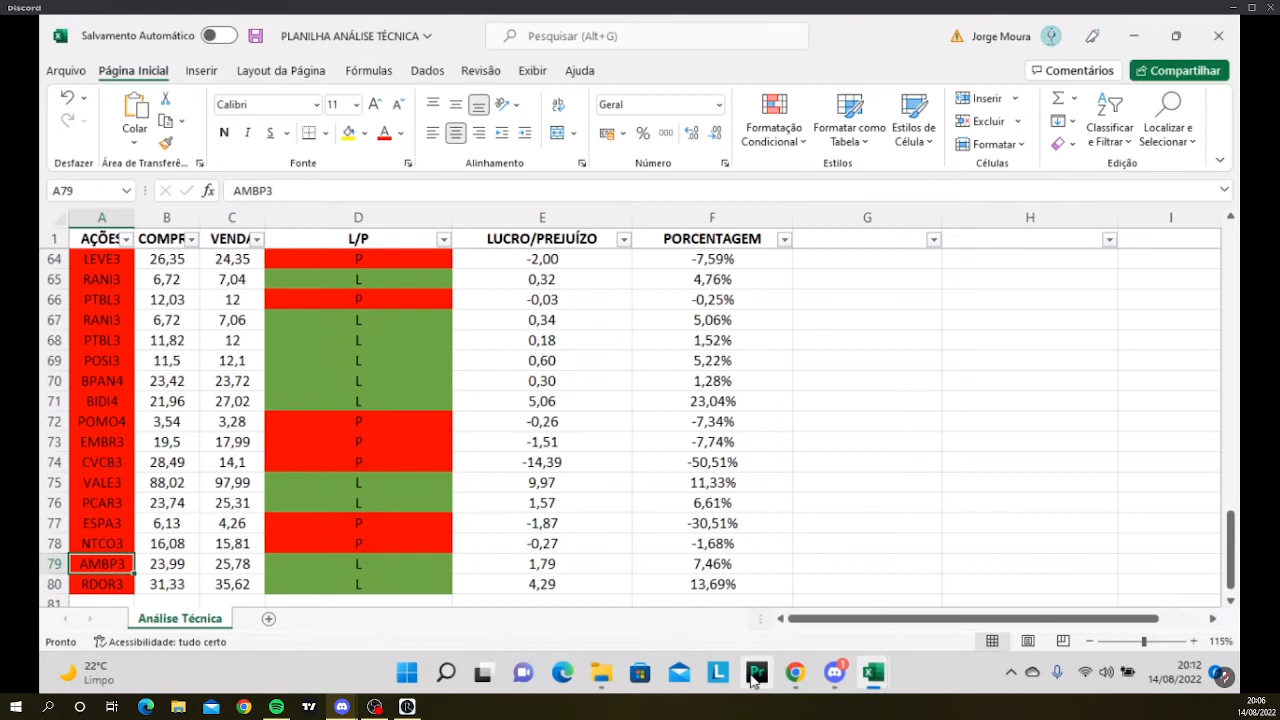 Discord
Salvamento Automático
PLANILHA ANÁLISE TÉCNICA
Pesquisar (Alt+G)
Jorge Moura
Arquivo Página Inicial Inserir Layout da Página Fórmulas Dados Revisão Exibir Ajuda
Comentários Compartilhar
Calibri 11 Geral
Colar
N I S
% 000
Formatação Condicional
Formatar como Tabela
Estilos de Célula
Inserir
Excluir
Formatar
Classificar e Filtrar
Localizar e Selecionar
Desfazer Área de Transferê... Fonte Alinhamento Número Estilos Células Edição
A79 fx AMBP3
A B C D E F G H I
1 AÇÕES COMPR VENDA L/P LUCRO/PREJUÍZO PORCENTAGEM
64 LEVE3 26,35 24,35 P -2,00 -7,59%
65 RANI3 6,72 7,04 L 0,32 4,76%
66 PTBL3 12,03 12 P -0,03 -0,25%
67 RANI3 6,72 7,06 L 0,34 5,06%
68 PTBL3 11,82 12 L 0,18 1,52%
69 POSI3 11,5 12,1 L 0,60 5,22%
70 BPAN4 23,42 23,72 L 0,30 1,28%
71 BIDI4 21,96 27,02 L 5,06 23,04%
72 POMO4 3,54 3,28 P -0,26 -7,34%
73 EMBR3 19,5 17,99 P -1,51 -7,74%
74 CVCB3 28,49 14,1 P -14,39 -50,51%
75 VALE3 88,02 97,99 L 9,97 11,33%
76 PCAR3 23,74 25,31 L 1,57 6,61%
77 ESPA3 6,13 4,26 P -1,87 -30,51%
78 NTCO3 16,08 15,81 P -0,27 -1,68%
79 AMBP3 23,99 25,78 L 1,79 7,46%
80 RDOR3 31,33 35,62 L 4,29 13,69%
81
Análise Técnica
Pronto Acessibilidade: tudo certo 115%
22°C
Limpo
L Pr 1
20:12
14/08/2022
20:06
14/08/2022